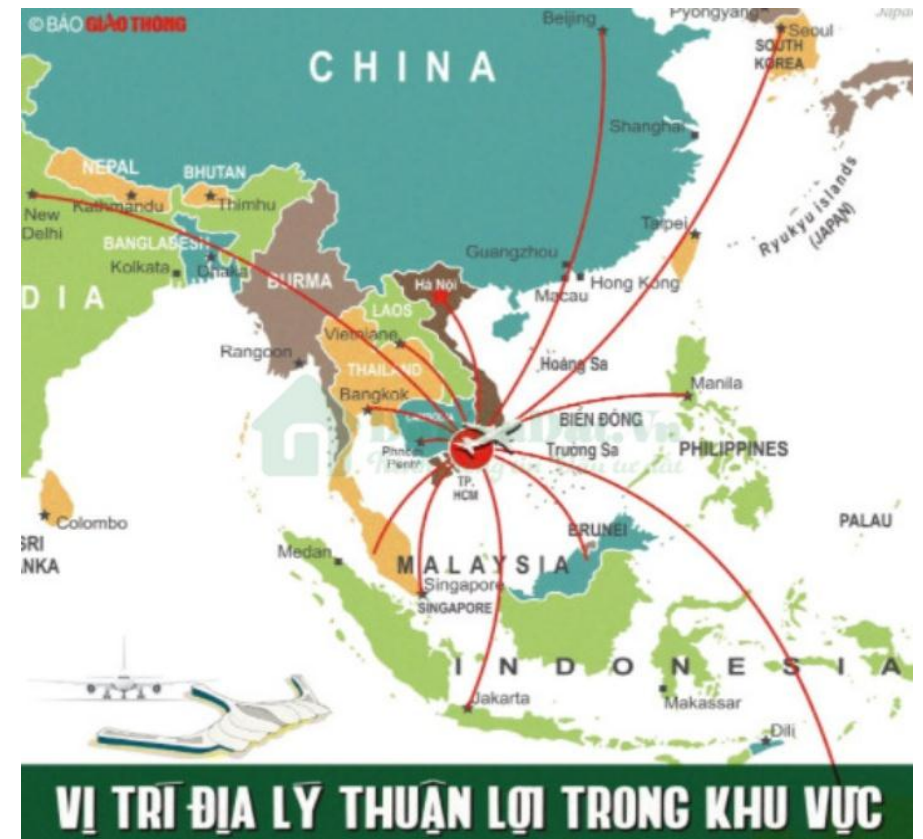 © BÁO GIAO THÔNG
Beijing
Pyongyang
Japan
Seoul
SOUTH
KOREA
CHINA
Shanghai
NEPAL
BHUTAN
Kathmandu
Thimhu
New
Delhi
BANGLADESH
Kolkata
Dhaka
DIA
BURMA
Hà Nội
Guangzhou
Macau
Hong Kong
Taipei
Ryukyu islands
(JAPAN)
LAOS
Vietniane
Rangoon
THAILAND
Bangkok
Hoàng Sa
Manila
BIỂN ĐÔNG
Trường Sa
PHILIPPINES
Phnom
Penh
TP.
HCM
Colombo
SRI
NKA
Medan
MALAYSIA
BRUNEI
PALAU
Singapore
SINGAPORE
INDONESIA
Jakarta
Makassar
Dili
VỊ TRÍ ĐỊA LÝ THUẬN LỢI TRONG KHU VỰC